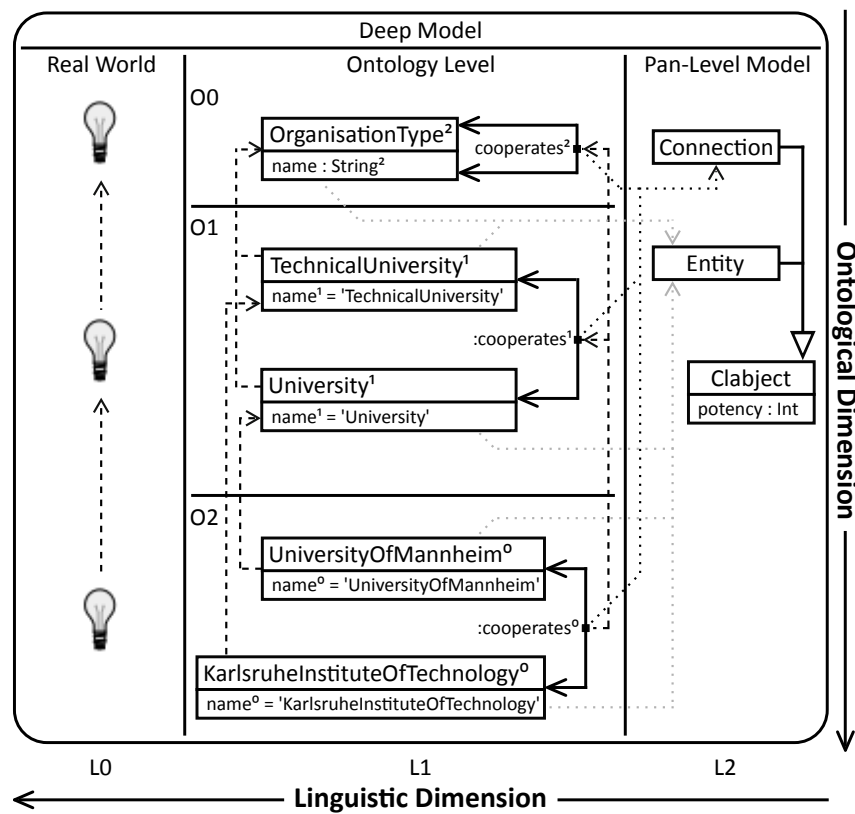 Deep Model
Real World
Ontology Level
Pan-Level Model
O0
OrganisationType²
name : String²
cooperates²
Connection
O1
TechnicalUniversity¹
name¹ = 'TechnicalUniversity'
Entity
:cooperates¹
University¹
name¹ = 'University'
Clabject
potency : Int
O2
UniversityOfMannheim⁰
name⁰ = 'UniversityOfMannheim'
:cooperates⁰
KarlsruheInstituteOfTechnology⁰
name⁰ = 'KarlsruheInstituteOfTechnology'
Ontological Dimension
L0
L1
L2
Linguistic Dimension